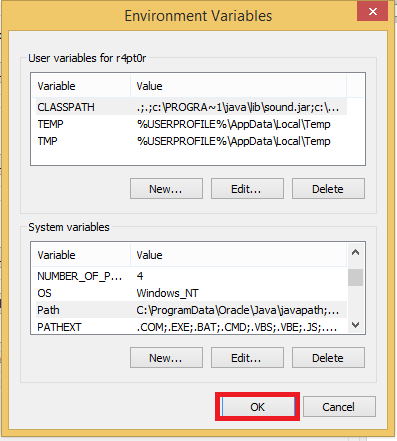 Environment Variables
User variables for r4pt0r
Variable Value
CLASSPATH .;.;c:\PROGRA~1\java\lib\sound.jar;c:\...
TEMP %USERPROFILE%\AppData\Local\Temp
TMP %USERPROFILE%\AppData\Local\Temp
New... Edit... Delete
System variables
Variable Value
NUMBER_OF_P... 4
OS Windows_NT
Path C:\ProgramData\Oracle\Java\javapath;...
PATHEXT .COM;.EXE;.BAT;.CMD;.VBS;.VBE;.JS;....
New... Edit... Delete
OK Cancel